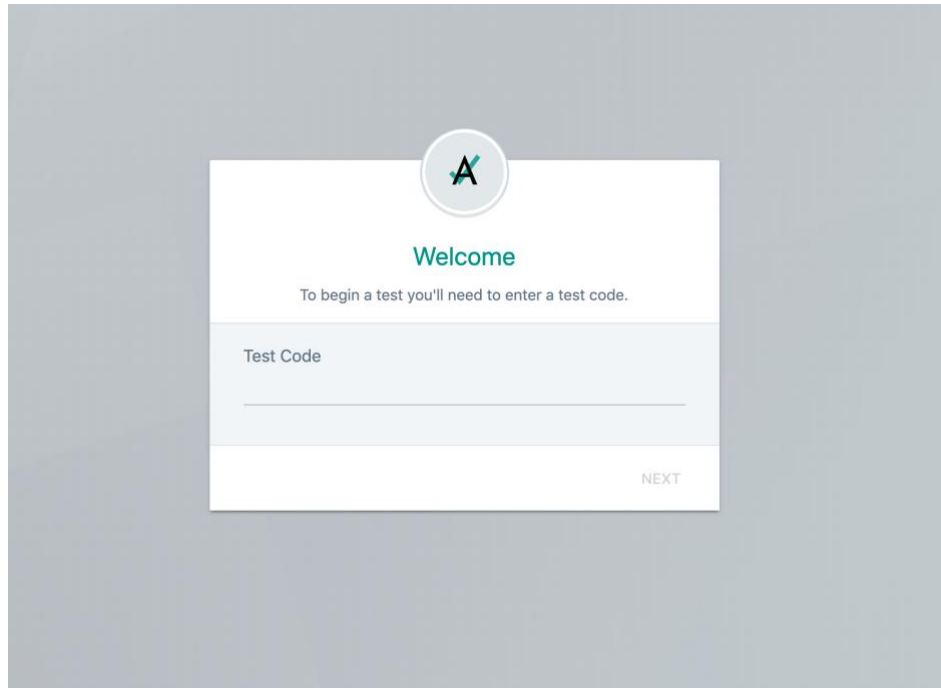 A
Welcome
To begin a test you'll need to enter a test code.
Test Code
NEXT